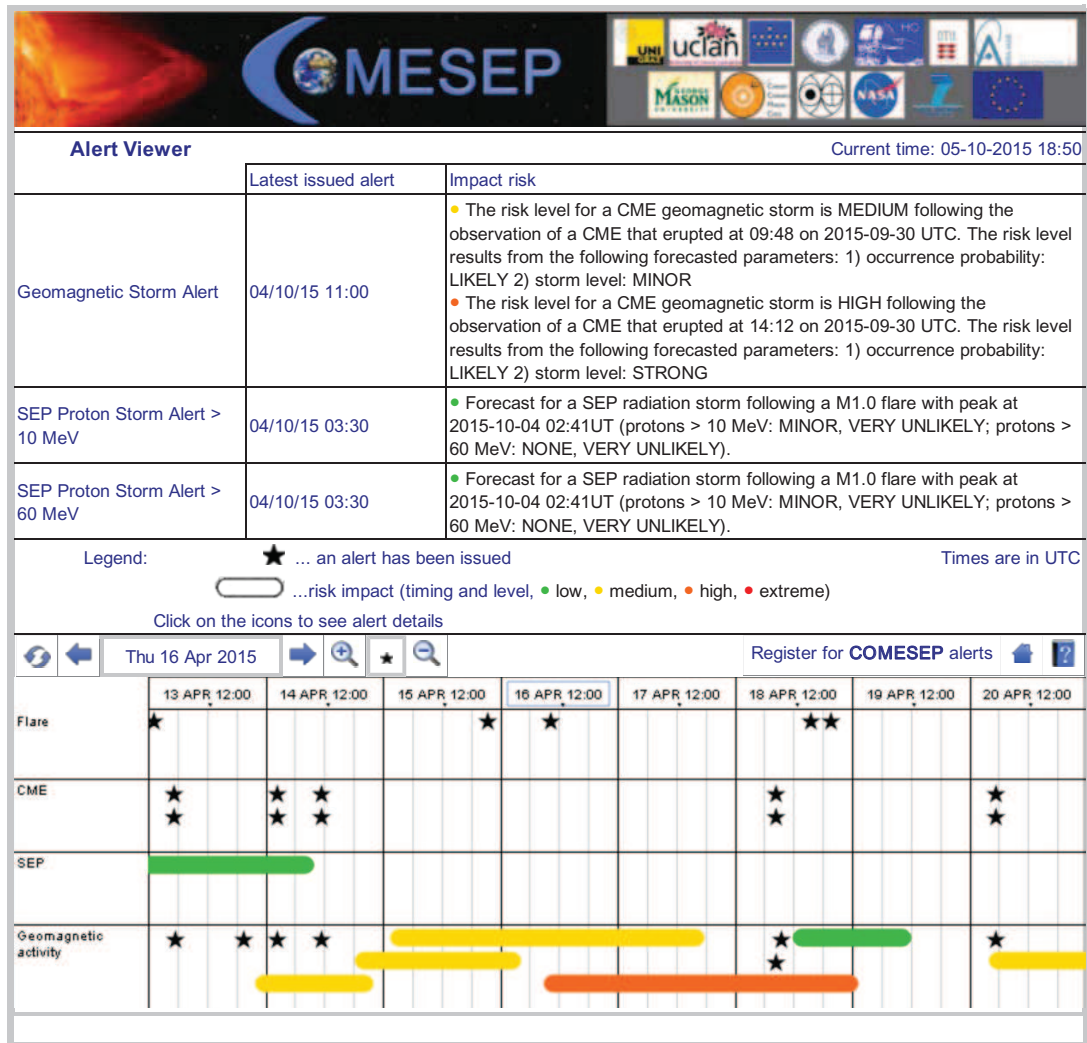 COMESEP
UNI GRAZ
uclan
DTU
HO
GEORGE MASON UNIVERSITY
NASA
Alert Viewer
Current time: 05-10-2015 18:50
Latest issued alert
Impact risk
Geomagnetic Storm Alert
04/10/15 11:00
• The risk level for a CME geomagnetic storm is MEDIUM following the
observation of a CME that erupted at 09:48 on 2015-09-30 UTC. The risk level
results from the following forecasted parameters: 1) occurrence probability:
LIKELY 2) storm level: MINOR
• The risk level for a CME geomagnetic storm is HIGH following the
observation of a CME that erupted at 14:12 on 2015-09-30 UTC. The risk level
results from the following forecasted parameters: 1) occurrence probability:
LIKELY 2) storm level: STRONG
SEP Proton Storm Alert >
10 MeV
04/10/15 03:30
• Forecast for a SEP radiation storm following a M1.0 flare with peak at
2015-10-04 02:41UT (protons > 10 MeV: MINOR, VERY UNLIKELY; protons >
60 MeV: NONE, VERY UNLIKELY).
SEP Proton Storm Alert >
60 MeV
04/10/15 03:30
• Forecast for a SEP radiation storm following a M1.0 flare with peak at
2015-10-04 02:41UT (protons > 10 MeV: MINOR, VERY UNLIKELY; protons >
60 MeV: NONE, VERY UNLIKELY).
Legend:
★ ... an alert has been issued
Times are in UTC
...risk impact (timing and level, • low, • medium, • high, • extreme)
Click on the icons to see alert details
Thu 16 Apr 2015
Register for COMESEP alerts
?
13 APR 12:00
14 APR 12:00
15 APR 12:00
16 APR 12:00
17 APR 12:00
18 APR 12:00
19 APR 12:00
20 APR 12:00
Flare
CME
SEP
Geomagnetic
activity